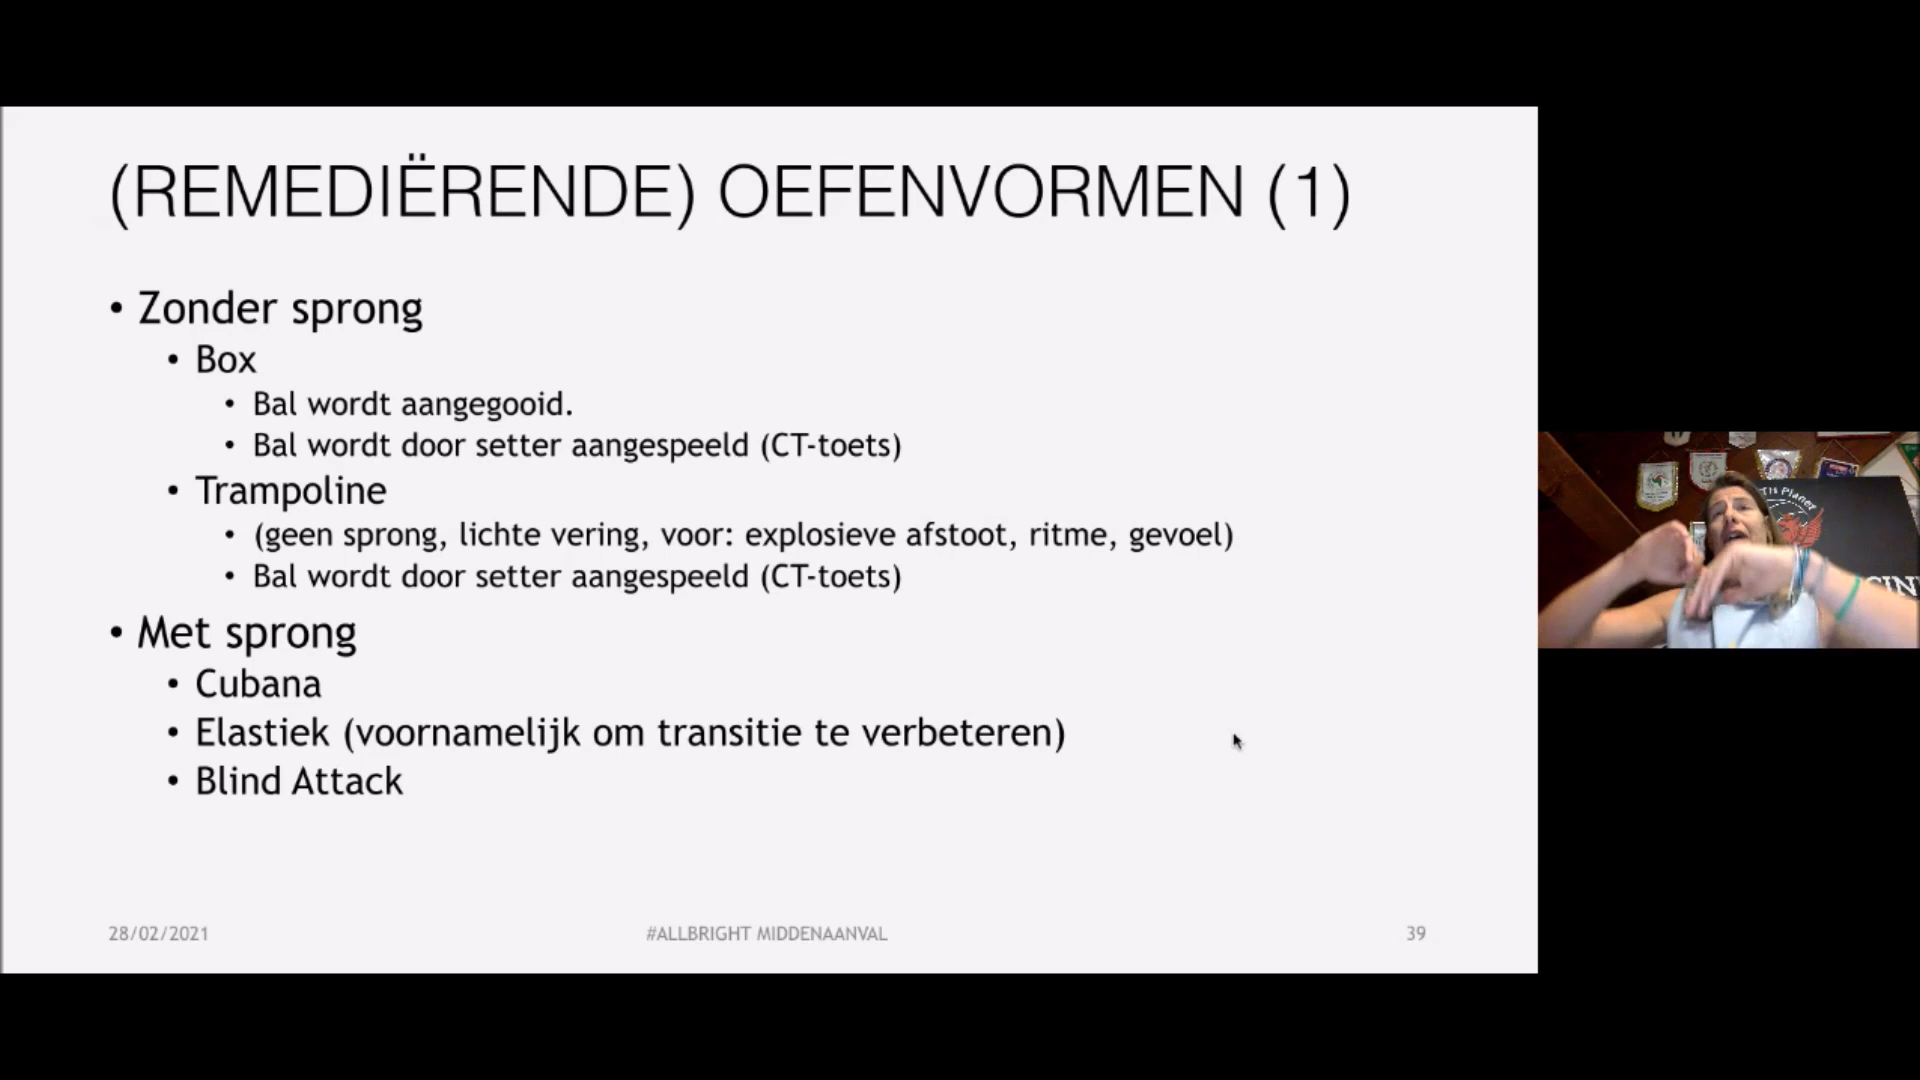 (REMEDIËRENDE) OEFENVORMEN (1)
• Zonder sprong
• Box
• Bal wordt aangegooid.
• Bal wordt door setter aangespeeld (CT-toets)
• Trampoline
• (geen sprong, lichte vering, voor: explosieve afstoot, ritme, gevoel)
• Bal wordt door setter aangespeeld (CT-toets)
• Met sprong
• Cubana
• Elastiek (voornamelijk om transitie te verbeteren)
• Blind Attack
28/02/2021
#ALLBRIGHT MIDDENAANVAL
39
Planet